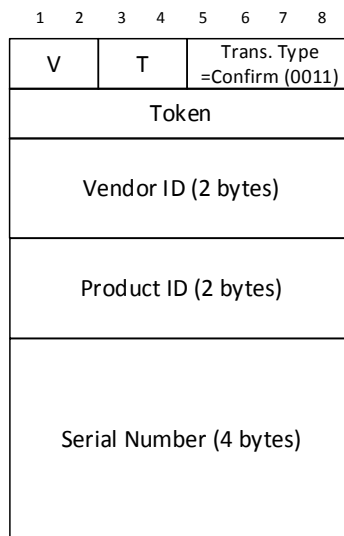 1 2 3 4 5 6 7 8
V T Trans. Type
=Confirm (0011)
Token
Vendor ID (2 bytes)
Product ID (2 bytes)
Serial Number (4 bytes)